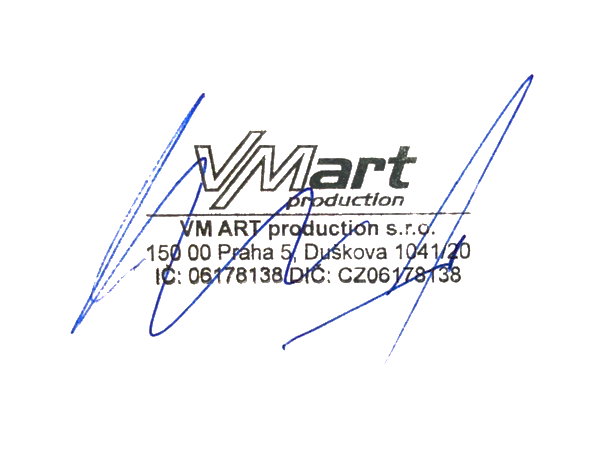 VMart
production
VM ART production s.r.o.
150 00 Praha 5, Duškova 1041/20
IČ: 06178138 DIČ: CZ06178138